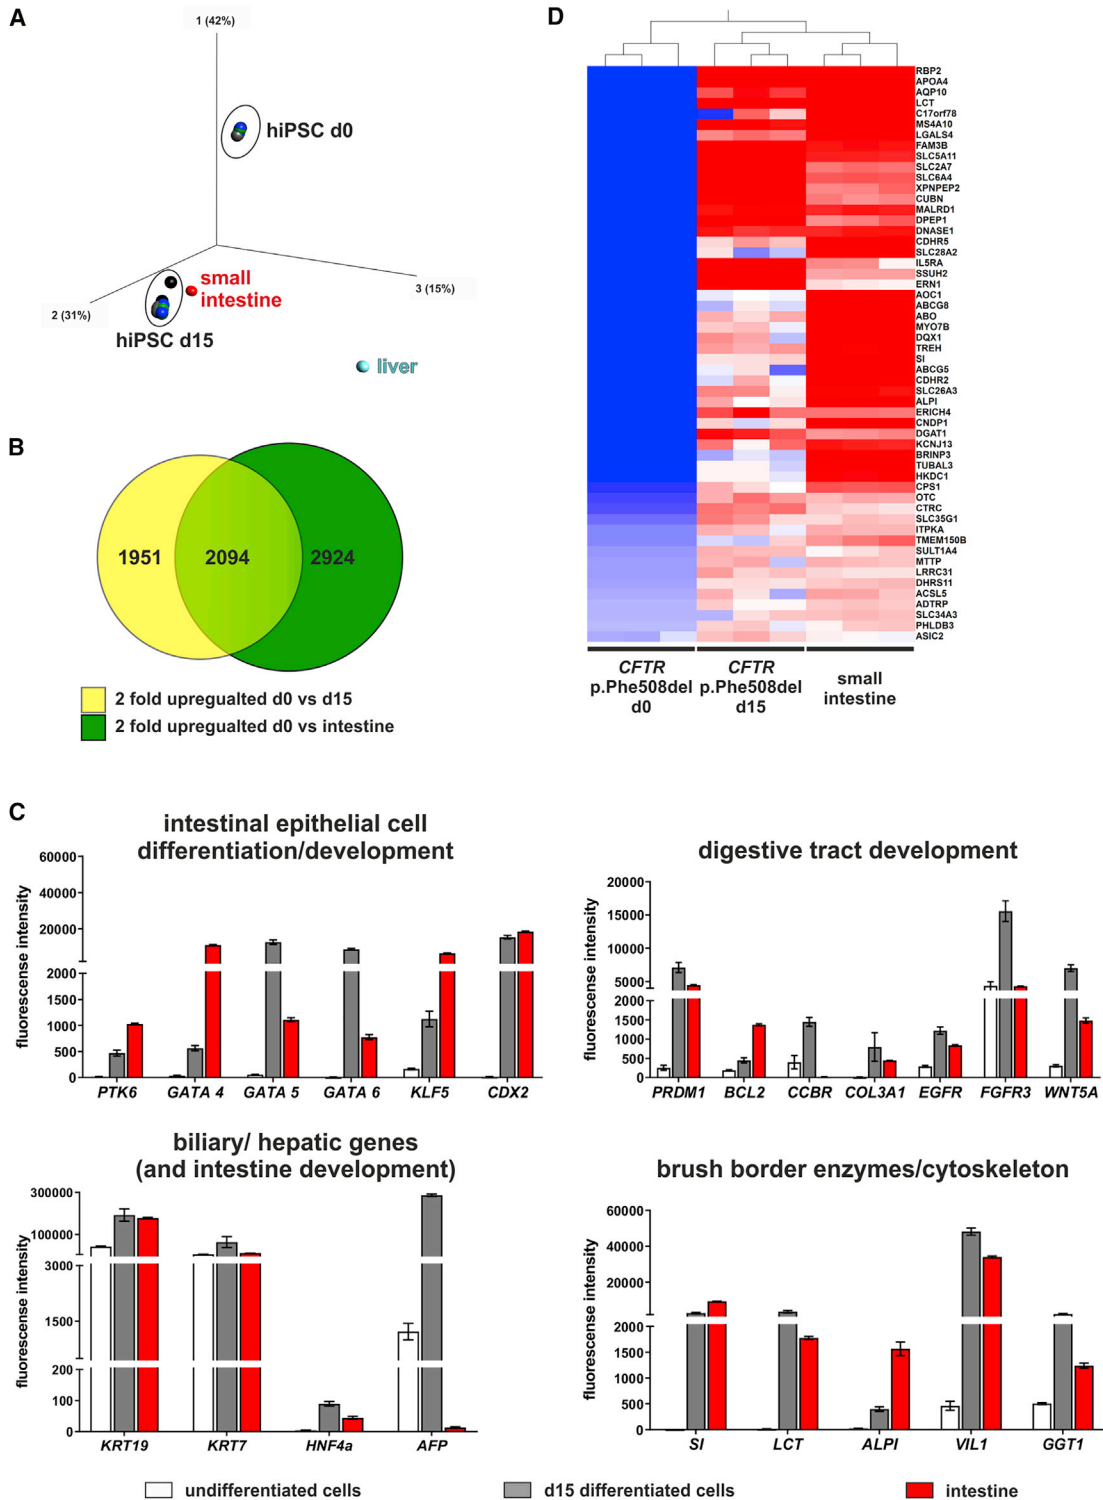 A
1 (42%)
hiPSC d0
small
intestine
3 (15%)
2 (31%)
hiPSC d15
liver
B
1951
2094
2924
2 fold upregualted d0 vs d15
2 fold upregualted d0 vs intestine
D
RBP2
APOA4
AQP10
LCT
C17orf78
MS4A10
LGALS4
FAM3B
SLC5A11
SLC2A7
SLC6A4
XPNPEP2
CUBN
MALRD1
DPEP1
DNASE1
CDHR5
SLC28A2
IL5RA
SSUH2
ERN1
AOC1
ABCG8
ABO
MYO7B
DQX1
TREH
SI
ABCG5
CDHR2
SLC26A3
ALPI
ERICH4
CNDP1
DGAT1
KCNJ13
BRINP3
TUBAL3
HKDC1
CPS1
OTC
CTRC
SLC35G1
ITPKA
TMEM150B
SULT1A4
MTTP
LRRC31
DHRS11
ACSL5
ADTRP
SLC34A3
PHLDB3
ASIC2
CFTR
p.Phe508del
d0
CFTR
p.Phe508del
d15
small
intestine
C
intestinal epithelial cell
differentiation/development
fluorescense intensity
60000
40000
20000
2000
1500
1000
500
0
PTK6 GATA 4 GATA 5 GATA 6 KLF5 CDX2
digestive tract development
fluorescense intensity
20000
15000
10000
5000
2000
1500
1000
500
0
PRDM1 BCL2 CCBR COL3A1 EGFR FGFR3 WNT5A
biliary/ hepatic genes
(and intestine development)
fluorescense intensity
300000
100000
3000
1500
200
100
0
KRT19 KRT7 HNF4a AFP
brush border enzymes/cytoskeleton
fluorescense intensity
60000
40000
20000
2000
1500
1000
500
0
SI LCT ALPI VIL1 GGT1
undifferentiated cells
d15 differentiated cells
intestine